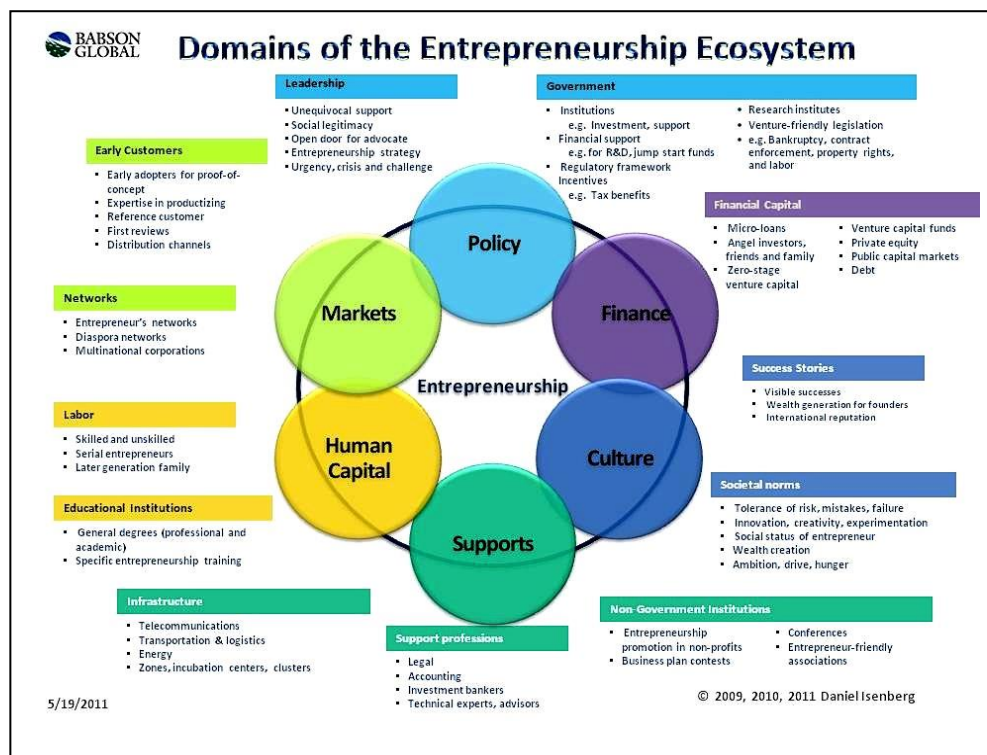 BABSON
GLOBAL
Domains of the Entrepreneurship Ecosystem
Leadership
▪ Unequivocal support
▪ Social legitimacy
▪ Open door for advocate
▪ Entrepreneurship strategy
▪ Urgency, crisis and challenge
Government
▪ Institutions
e.g. Investment, support
▪ Financial support
e.g. for R&D, jump start funds
▪ Regulatory framework
Incentives
e.g. Tax benefits
• Research institutes
• Venture-friendly legislation
• e.g. Bankruptcy, contract
enforcement, property rights,
and labor
Early Customers
▪ Early adopters for proof-of-
concept
▪ Expertise in productizing
▪ Reference customer
▪ First reviews
▪ Distribution channels
Financial Capital
▪ Micro-loans
▪ Angel investors,
friends and family
▪ Zero-stage
venture capital
▪ Venture capital funds
▪ Private equity
▪ Public capital markets
▪ Debt
Networks
▪ Entrepreneur's networks
▪ Diaspora networks
▪ Multinational corporations
Policy
Markets
Finance
Entrepreneurship
Human
Capital
Culture
Supports
Success Stories
▪ Visible successes
▪ Wealth generation for founders
▪ International reputation
Labor
▪ Skilled and unskilled
▪ Serial entrepreneurs
▪ Later generation family
Societal norms
▪ Tolerance of risk, mistakes, failure
▪ Innovation, creativity, experimentation
▪ Social status of entrepreneur
▪ Wealth creation
▪ Ambition, drive, hunger
Educational Institutions
▪ General degrees (professional and
academic)
▪ Specific entrepreneurship training
Infrastructure
▪ Telecommunications
▪ Transportation & logistics
▪ Energy
▪ Zones, incubation centers, clusters
Support professions
▪ Legal
▪ Accounting
▪ Investment bankers
▪ Technical experts, advisors
Non-Government Institutions
▪ Entrepreneurship
promotion in non-profits
▪ Business plan contests
▪ Conferences
▪ Entrepreneur-friendly
associations
5/19/2011
© 2009, 2010, 2011 Daniel Isenberg